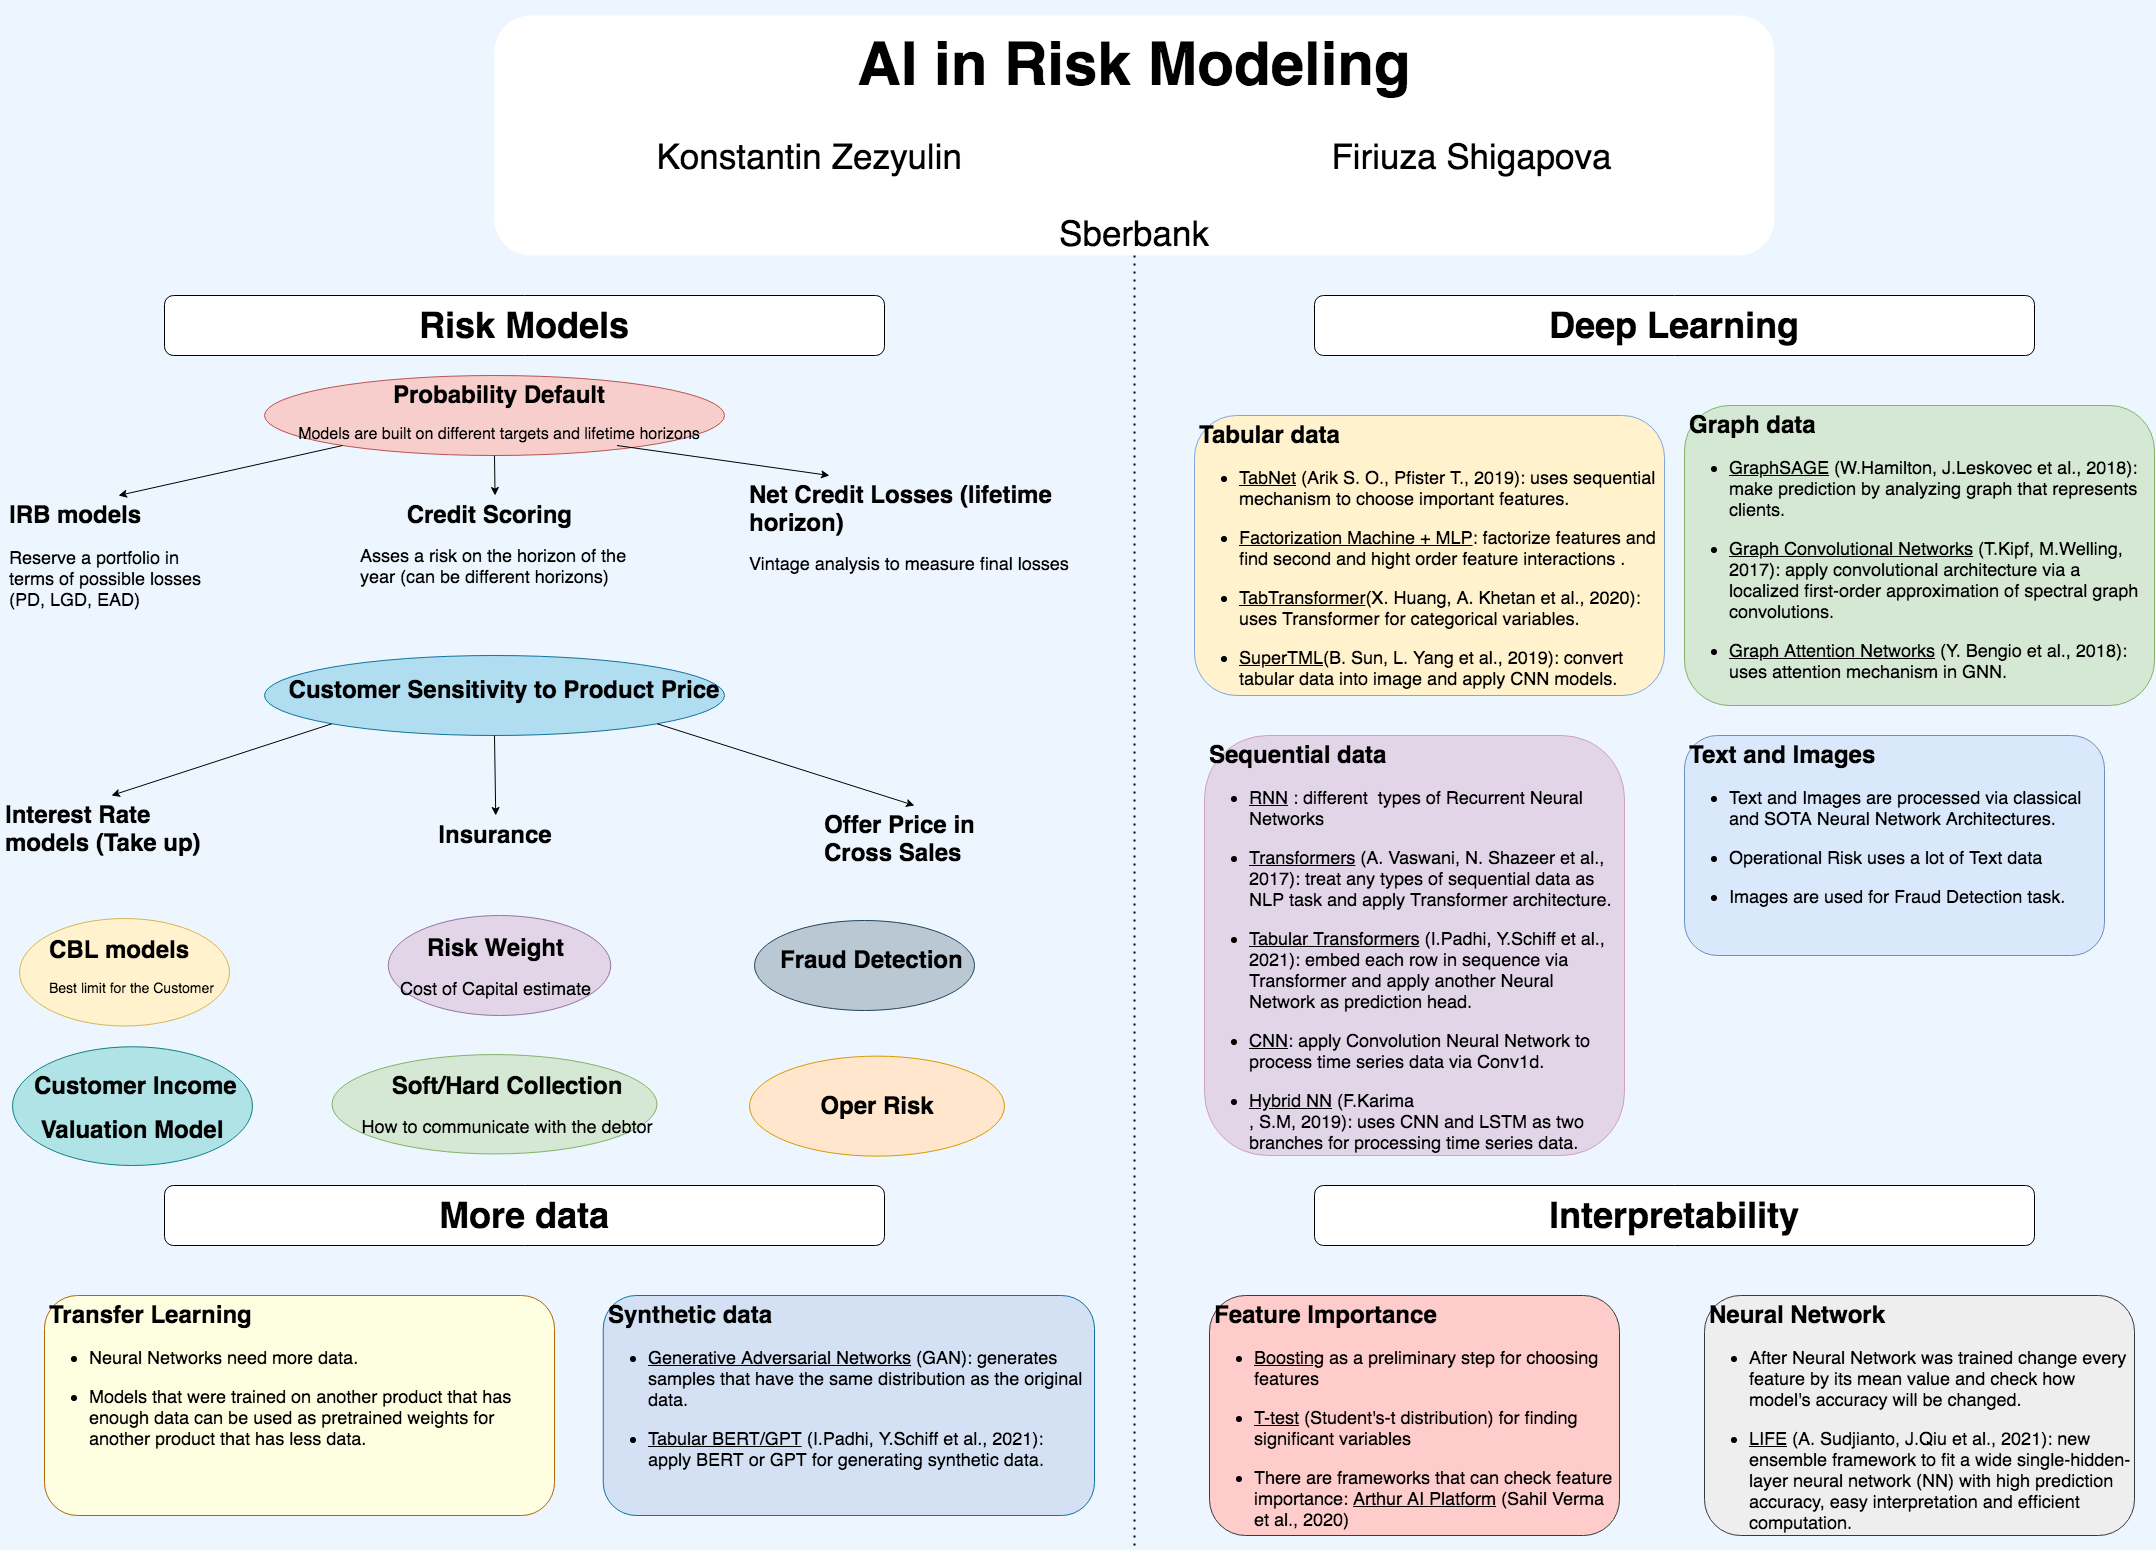 AI in Risk Modeling
Konstantin Zezyulin
Firiuza Shigapova
Sberbank
Risk Models
Probability Default
Models are built on different targets and lifetime horizons
IRB models
Reserve a portfolio in
terms of possible losses
(PD, LGD, EAD)
Credit Scoring
Asses a risk on the horizon of the
year (can be different horizons)
Net Credit Losses (lifetime
horizon)
Vintage analysis to measure final losses
Customer Sensitivity to Product Price
Interest Rate
models (Take up)
Insurance
Offer Price in
Cross Sales
CBL models
Best limit for the Customer
Risk Weight
Cost of Capital estimate
Fraud Detection
Customer Income
Valuation Model
Soft/Hard Collection
How to communicate with the debtor
Oper Risk
More data
Transfer Learning
• Neural Networks need more data.
• Models that were trained on another product that has
enough data can be used as pretrained weights for
another product that has less data.
Synthetic data
• Generative Adversarial Networks (GAN): generates
samples that have the same distribution as the original
data.
• Tabular BERT/GPT (I.Padhi, Y.Schiff et al., 2021):
apply BERT or GPT for generating synthetic data.
Deep Learning
Tabular data
• TabNet (Arik S. O., Pfister T., 2019): uses sequential
mechanism to choose important features.
• Factorization Machine + MLP: factorize features and
find second and hight order feature interactions .
• TabTransformer(X. Huang, A. Khetan et al., 2020):
uses Transformer for categorical variables.
• SuperTML(B. Sun, L. Yang et al., 2019): convert
tabular data into image and apply CNN models.
Graph data
• GraphSAGE (W.Hamilton, J.Leskovec et al., 2018):
make prediction by analyzing graph that represents
clients.
• Graph Convolutional Networks (T.Kipf, M.Welling,
2017): apply convolutional architecture via a
localized first-order approximation of spectral graph
convolutions.
• Graph Attention Networks (Y. Bengio et al., 2018):
uses attention mechanism in GNN.
Sequential data
• RNN : different  types of Recurrent Neural
Networks
• Transformers (A. Vaswani, N. Shazeer et al.,
2017): treat any types of sequential data as
NLP task and apply Transformer architecture.
• Tabular Transformers (I.Padhi, Y.Schiff et al.,
2021): embed each row in sequence via
Transformer and apply another Neural
Network as prediction head.
• CNN: apply Convolution Neural Network to
process time series data via Conv1d.
• Hybrid NN (F.Karima
, S.M, 2019): uses CNN and LSTM as two
branches for processing time series data.
Text and Images
• Text and Images are processed via classical
and SOTA Neural Network Architectures.
• Operational Risk uses a lot of Text data
• Images are used for Fraud Detection task.
Interpretability
Feature Importance
• Boosting as a preliminary step for choosing
features
• T-test (Student's-t distribution) for finding
significant variables
• There are frameworks that can check feature
importance: Arthur AI Platform (Sahil Verma
et al., 2020)
Neural Network
• After Neural Network was trained change every
feature by its mean value and check how
model's accuracy will be changed.
• LIFE (A. Sudjianto, J.Qiu et al., 2021): new
ensemble framework to fit a wide single-hidden-
layer neural network (NN) with high prediction
accuracy, easy interpretation and efficient
computation.